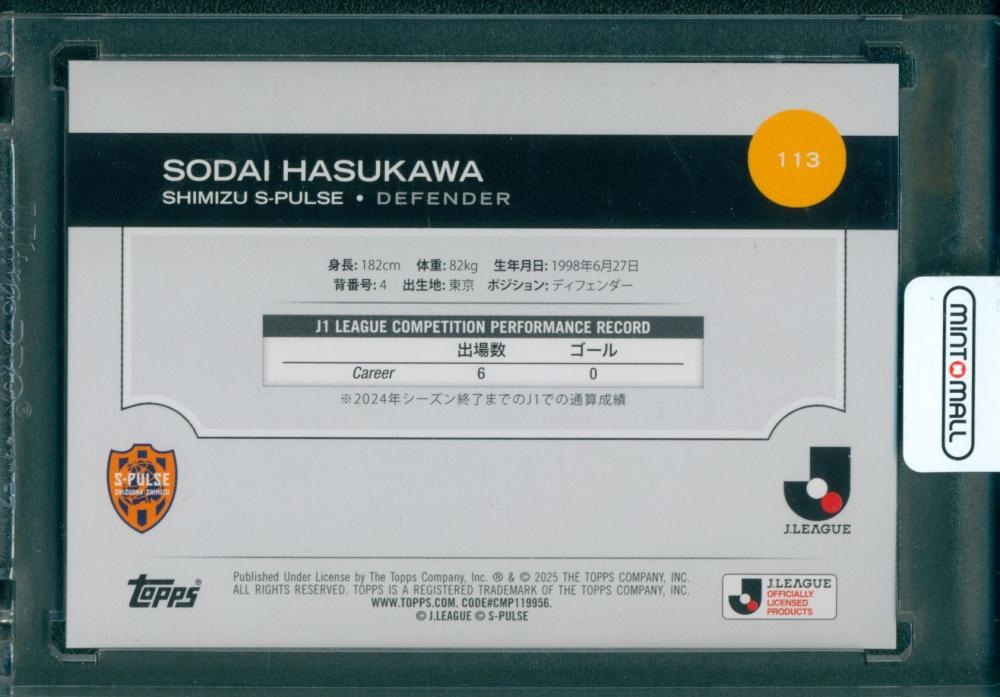 113
SODAI HASUKAWA
SHIMIZU S-PULSE • DEFENDER
身長: 182cm 体重: 82kg 生年月日: 1998年6月27日
背番号: 4 出生地: 東京 ポジション: ディフェンダー
J1 LEAGUE COMPETITION PERFORMANCE RECORD
出場数 ゴール
Career 6 0
※2024年シーズン終了までのJ1での通算成績
S-PULSE
SHIZUOKA SHIMIZU
J.LEAGUE
MINT MALL
topps®
Published Under License by The Topps Company, Inc. ® & © 2025 THE TOPPS COMPANY, INC.
ALL RIGHTS RESERVED. TOPPS IS A REGISTERED TRADEMARK OF THE TOPPS COMPANY, INC.
WWW.TOPPS.COM. CODE#CMP119956.
© J.LEAGUE © S-PULSE
J.LEAGUE
OFFICIALLY
LICENSED
PRODUCTS